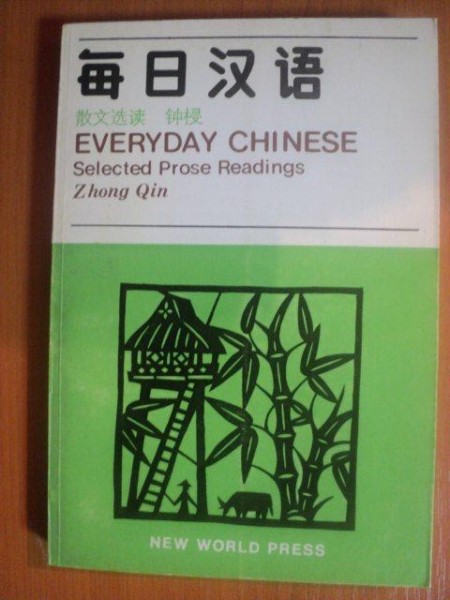 每日汉语
散文选读 钟梫
EVERYDAY CHINESE
Selected Prose Readings
Zhong Qin
NEW WORLD PRESS